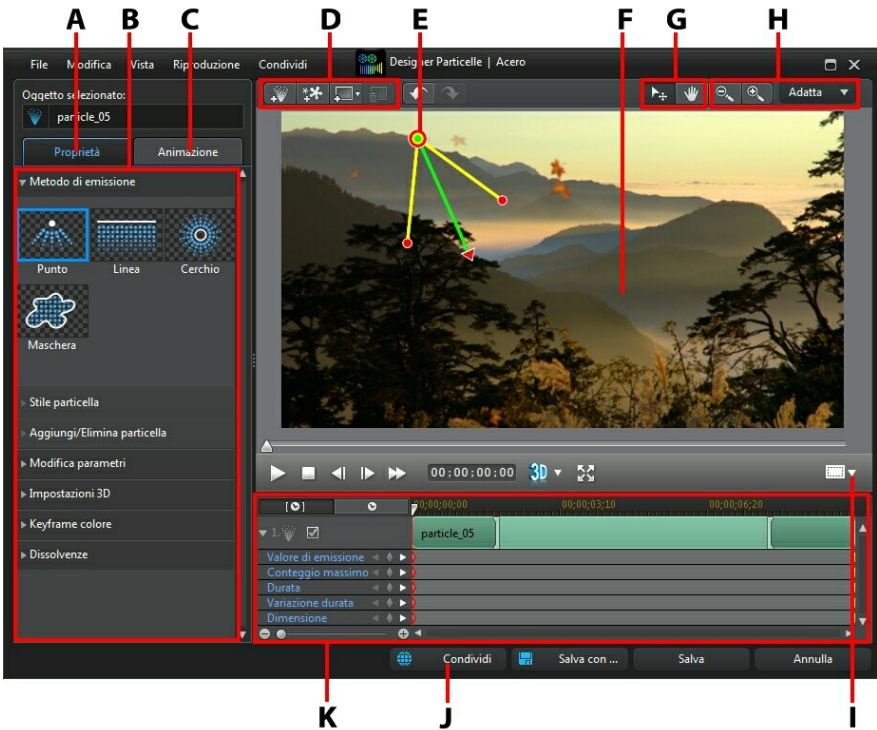 A B C D E F G H
File Modifica Vista Riproduzione Condividi Designer Particelle | Acero
Oggetto selezionato:
particle_05
Adatta
Proprietà Animazione
Metodo di emissione
Punto Linea Cerchio
Maschera
Stile particella
Aggiungi/Elimina particella
Modifica parametri
Impostazioni 3D
Keyframe colore
Dissolvenze
00;00;00;00 3D
00;00;00;00 00;00;03;10 00;00;06;20
1. particle_05
Valore di emissione
Conteggio massimo
Durata
Variazione durata
Dimensione
Condividi Salva con ... Salva Annulla
K J I